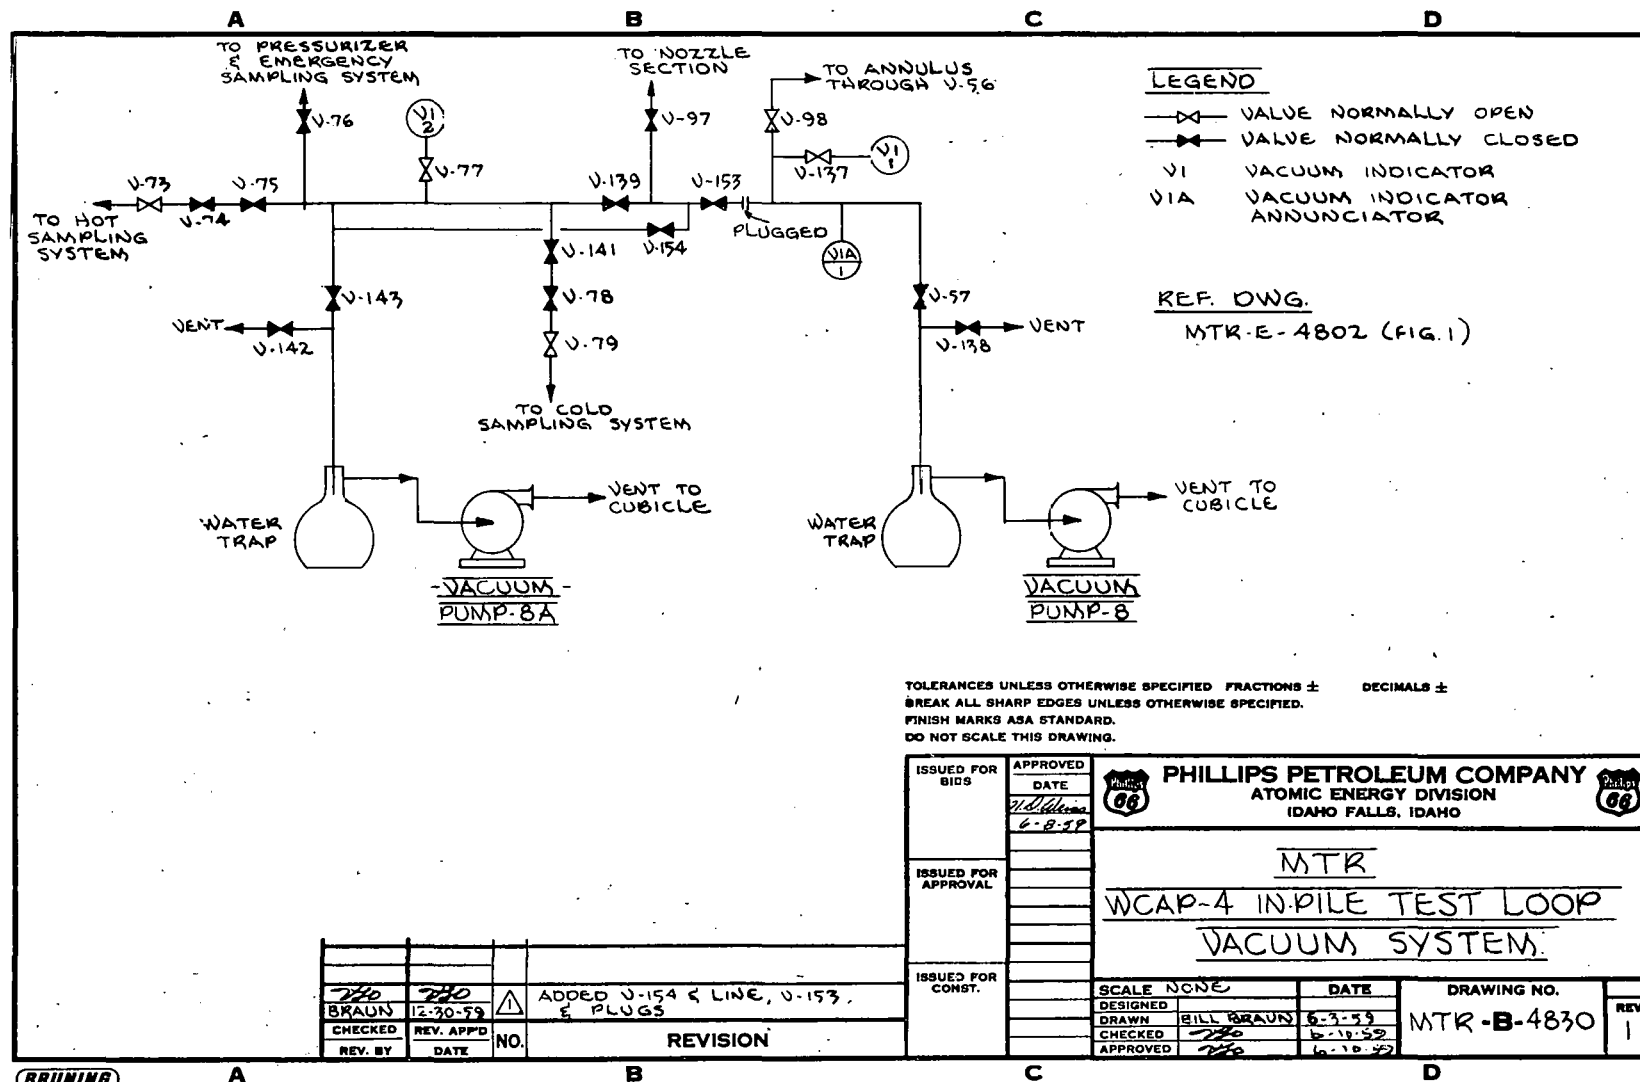 A B C D
TO PRESSURIZER
& EMERGENCY
SAMPLING SYSTEM
V-76
VI
2
V-77
TO NOZZLE
SECTION
V-97
TO ANNULUS
THROUGH V-56
V-98
VI
1
V-137
LEGEND
VALUE NORMALLY OPEN
VALUE NORMALLY CLOSED
VI VACUUM INDICATOR
VIA VACUUM INDICATOR
ANNUNCIATOR
REF. DWG.
MTR-E-4802 (FIG.1)
V-73
V-74
V-75
TO HOT
SAMPLING
SYSTEM
V-139
V-153
PLUGGED
V-154
VIA
1
V-141
V-78
V-79
TO COLD
SAMPLING SYSTEM
V-143
VENT
V-142
V-57
VENT
V-138
WATER
TRAP
VENT TO
CUBICLE
-VACUUM-
PUMP-8A
WATER
TRAP
VENT TO
CUBICLE
VACUUM
PUMP-8
TOLERANCES UNLESS OTHERWISE SPECIFIED FRACTIONS ± DECIMALS ±
BREAK ALL SHARP EDGES UNLESS OTHERWISE SPECIFIED.
FINISH MARKS ASA STANDARD.
DO NOT SCALE THIS DRAWING.
ISSUED FOR
BIDS
APPROVED
DATE
6-8-59
ISSUED FOR
APPROVAL
ISSUED FOR
CONST.
PHILLIPS
66
PHILLIPS PETROLEUM COMPANY
ATOMIC ENERGY DIVISION
IDAHO FALLS, IDAHO
PHILLIPS
66
MTR
WCAP-4 IN-PILE TEST LOOP
VACUUM SYSTEM.
SCALE NONE DATE
DESIGNED
DRAWN BILL BRAUN 6-3-59
CHECKED 6-10-59
APPROVED 6-10-59
DRAWING NO.
MTR-B-4830
REV
1
BRAUN 12-30-59 1 ADDED V-154 & LINE, V-153,
& PLUGS
CHECKED REV. APP'D NO. REVISION
REV. BY DATE
BRUNING
A B C D